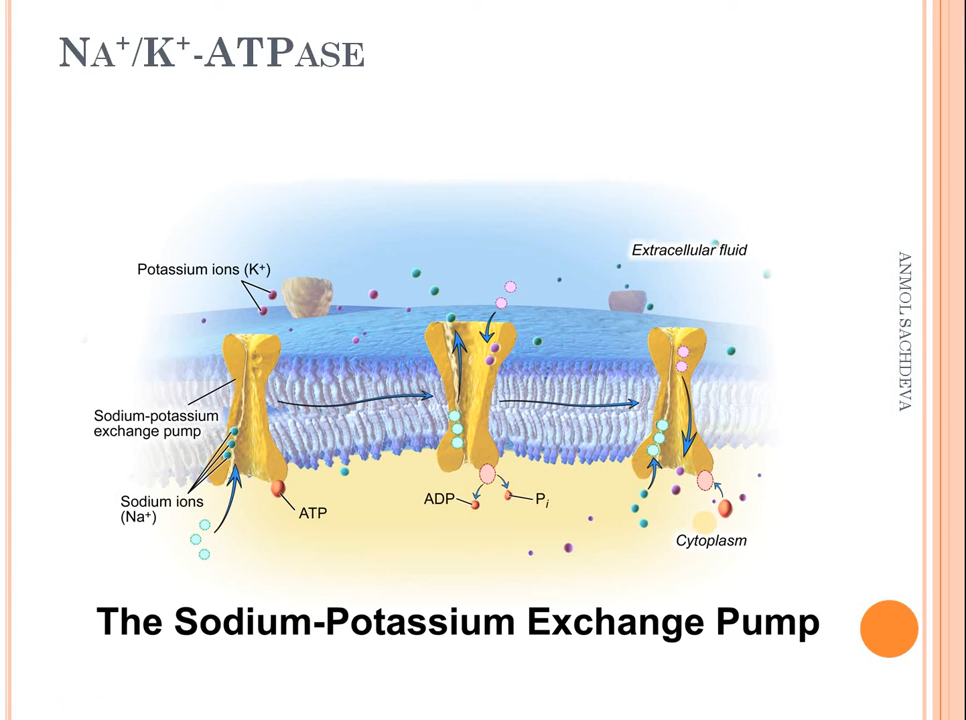 NA⁺/K⁺-ATPASE
Extracellular fluid
Potassium ions (K⁺)
Sodium-potassium
exchange pump
Sodium ions
(Na⁺)
ATP
ADP
Pᵢ
Cytoplasm
The Sodium-Potassium Exchange Pump
ANMOL SACHDEVA